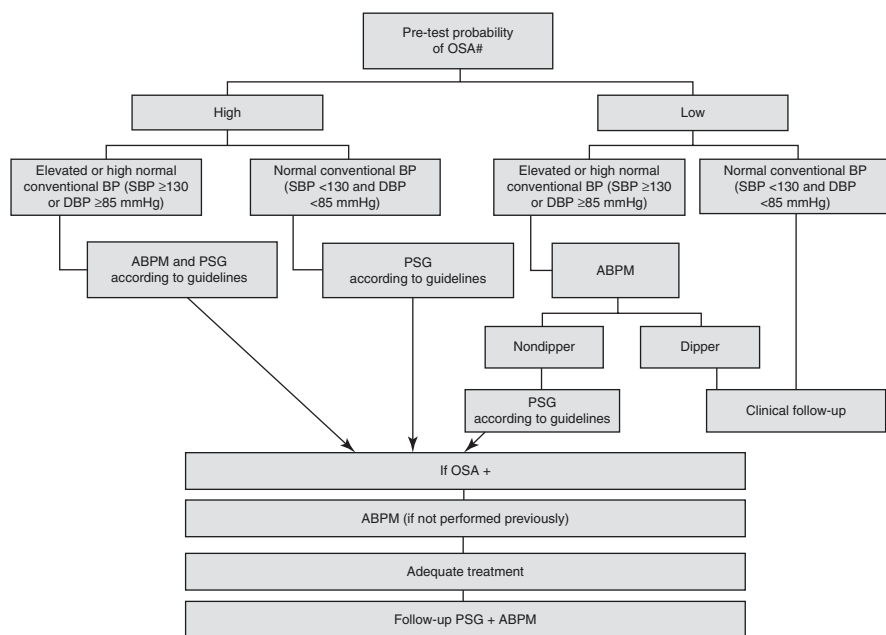 Pre-test probability
of OSA#
High
Low
Elevated or high normal
conventional BP (SBP ≥130
or DBP ≥85 mmHg)
Normal conventional BP
(SBP <130 and DBP
<85 mmHg)
Elevated or high normal
conventional BP (SBP ≥130
or DBP ≥85 mmHg)
Normal conventional BP
(SBP <130 and DBP
<85 mmHg)
ABPM and PSG
according to guidelines
PSG
according to guidelines
ABPM
Nondipper
Dipper
PSG
according to guidelines
Clinical follow-up
If OSA +
ABPM (if not performed previously)
Adequate treatment
Follow-up PSG + ABPM